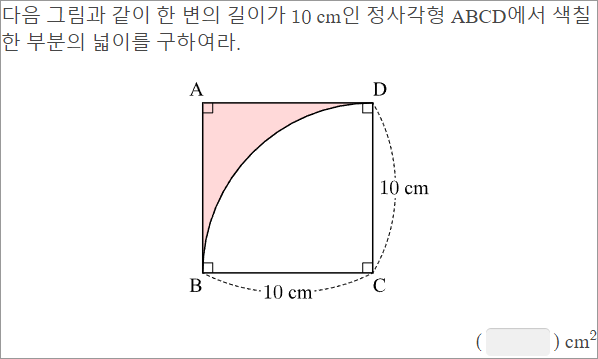 다음 그림과 같이 한 변의 길이가 10 cm인 정사각형 ABCD에서 색칠
한 부분의 넓이를 구하여라.
A
D
10 cm
B
10 cm
C
( ) cm²